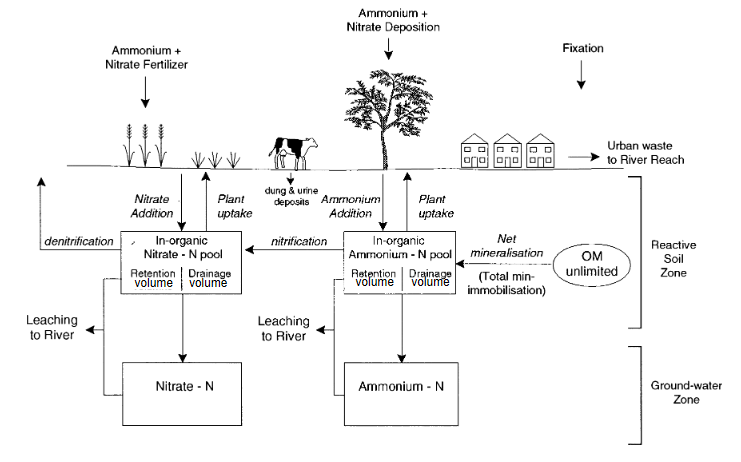 Ammonium +
Nitrate Deposition
Ammonium +
Nitrate Fertilizer
Fixation
Urban waste
to River Reach
dung & urine
deposits
Nitrate
Addition
Plant
uptake
Ammonium
Addition
Plant
uptake
denitrification
In-organic
Nitrate - N pool
Retention
volume
Drainage
volume
nitrification
In-organic
Ammonium - N pool
Retention
volume
Drainage
volume
Net
mineralisation
(Total min-
immobilisation)
OM
unlimited
Reactive
Soil
Zone
Leaching
to River
Leaching
to River
Nitrate - N
Ammonium - N
Ground-water
Zone